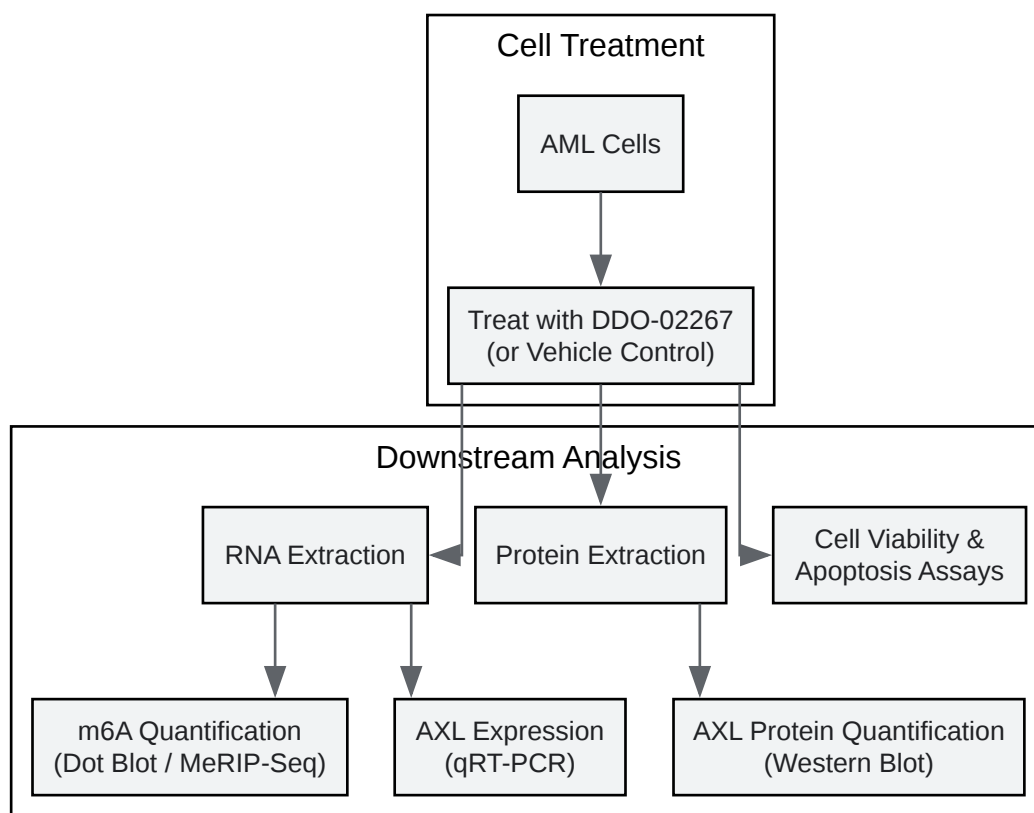 Cell Treatment
AML Cells
Treat with DDO-02267
(or Vehicle Control)
Downstream Analysis
RNA Extraction
Protein Extraction
Cell Viability &
Apoptosis Assays
m6A Quantification
(Dot Blot / MeRIP-Seq)
AXL Expression
(qRT-PCR)
AXL Protein Quantification
(Western Blot)